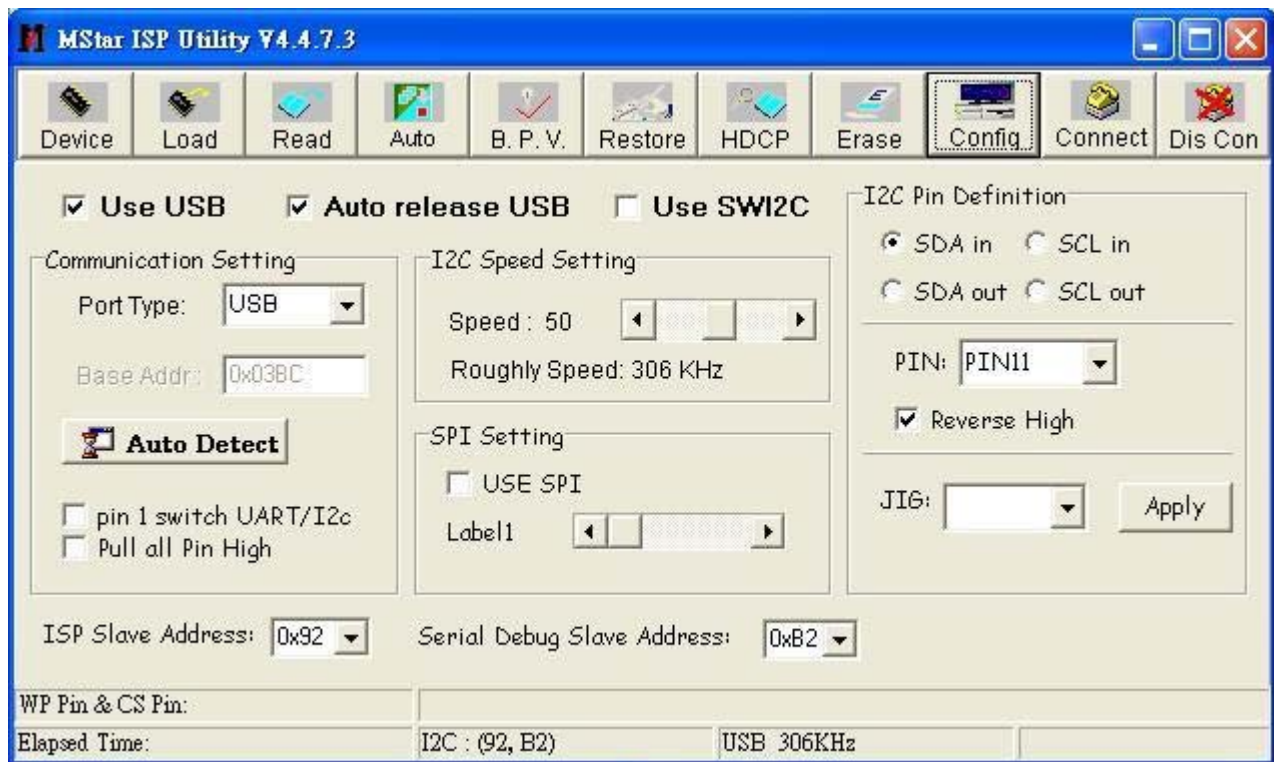 MStar ISP Utility V4.4.7.3
Device Load Read Auto B. P. V. Restore HDCP Erase Config Connect Dis Con
Use USB Auto release USB Use SWI2C
Communication Setting
Port Type: USB
Base Addr: 0x03BC
Auto Detect
pin 1 switch UART/I2c
Pull all Pin High
I2C Speed Setting
Speed : 50
Roughly Speed: 306 KHz
SPI Setting
USE SPI
Label1
I2C Pin Definition
SDA in SCL in
SDA out SCL out
PIN: PIN11
Reverse High
JIG: Apply
ISP Slave Address: 0x92 Serial Debug Slave Address: 0xB2
WP Pin & CS Pin:
Elapsed Time: I2C : (92, B2) USB 306KHz